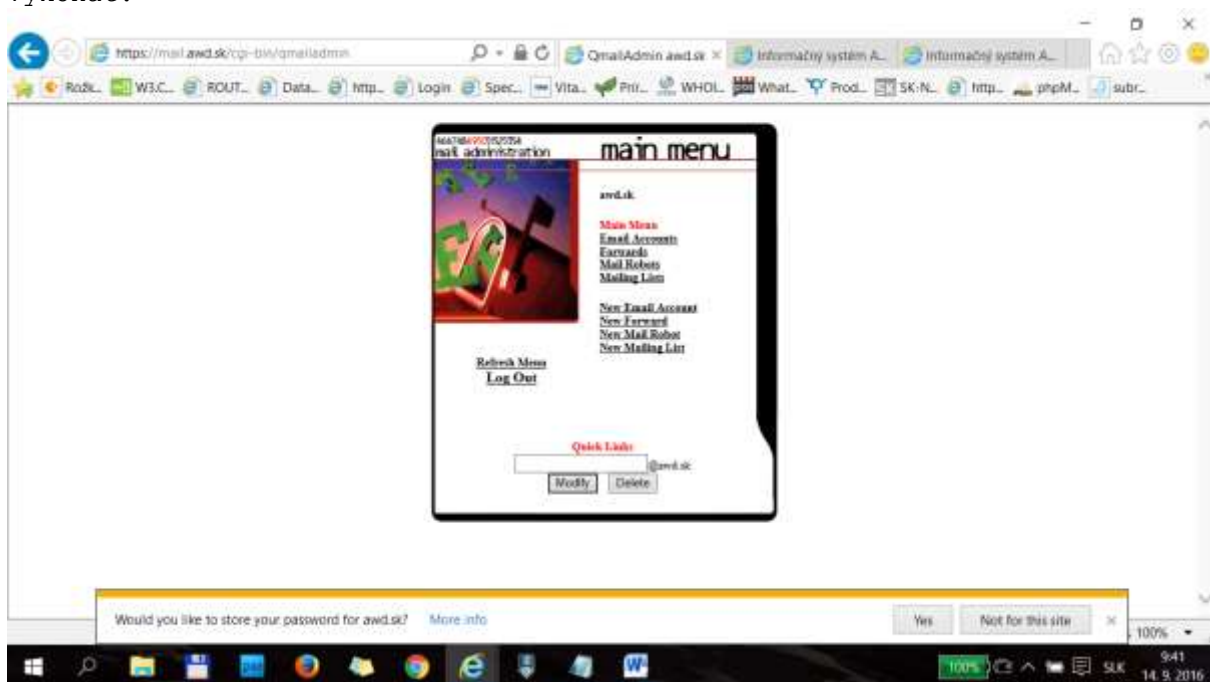 https://mail.awd.sk/cgi-bin/qmailadmin
QmailAdmin awd.sk
Informačný systém A...
Informačný systém A...
Rožk...
W3.C...
ROUT...
Data...
http...
Login
Spec...
Vita...
Prir...
WHOI...
What...
Prod...
SK-N...
http...
phpM...
subr...
mail administration
main menu
awd.sk
Main Menu
Email Accounts
Forwards
Mail Robots
Mailing Lists
New Email Account
New Forward
New Mail Robot
New Mailing List
Refresh Menu
Log Out
Quick Links
@awd.sk
Modify
Delete
Would you like to store your password for awd.sk?
More info
Yes
Not for this site
100%
100%
SLK
9:41
14. 9. 2016